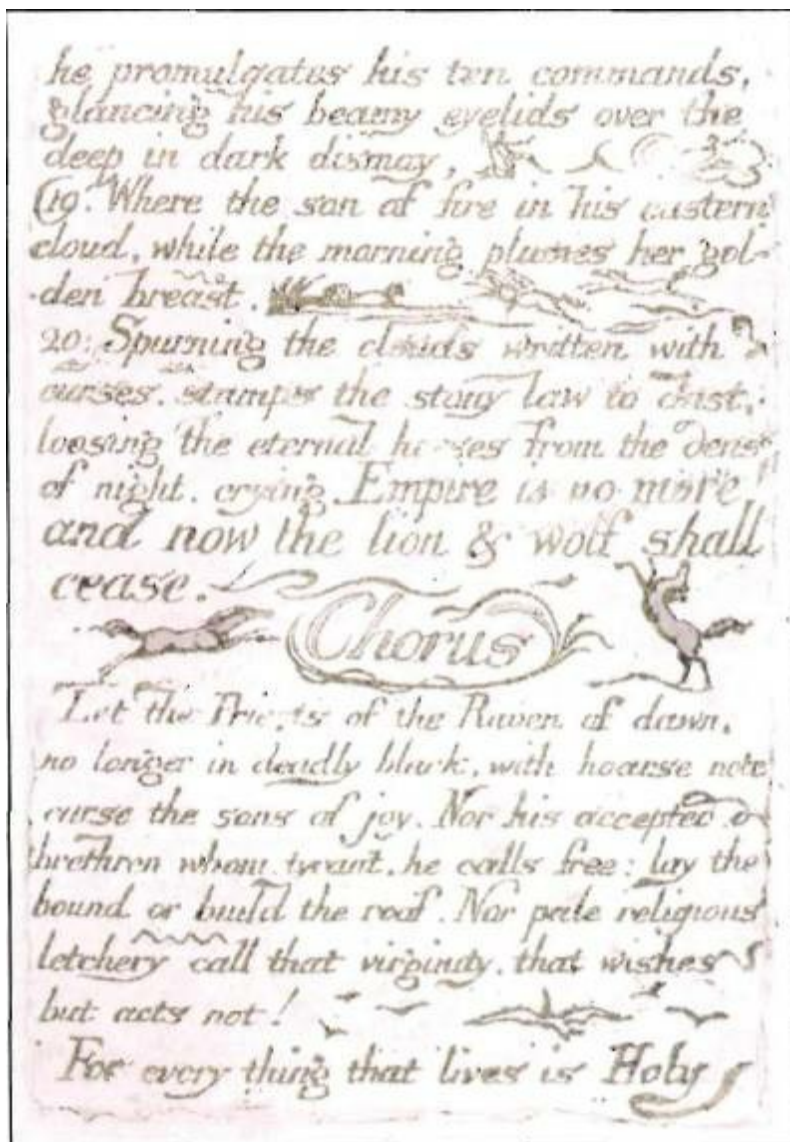 he promulgates his ten commands,
glancing his beamy eyelids over the
deep in dark dismay,
19. Where the son of fire in his eastern
cloud, while the morning plumes her gol-
-den breast.
20. Spurning the clouds written with
curses, stamps the stony law to dust,
loosing the eternal horses from the dens
of night, crying Empire is no more!
and now the lion & wolf shall
cease.
Chorus
Let the Priests of the Raven of dawn,
no longer in deadly black, with hoarse note
curse the sons of joy. Nor his accepted
brethren whom, tyrant, he calls free: lay the
bound or build the roof. Nor pale religious
letchery call that virginity, that wishes
but acts not!
For every thing that lives is Holy